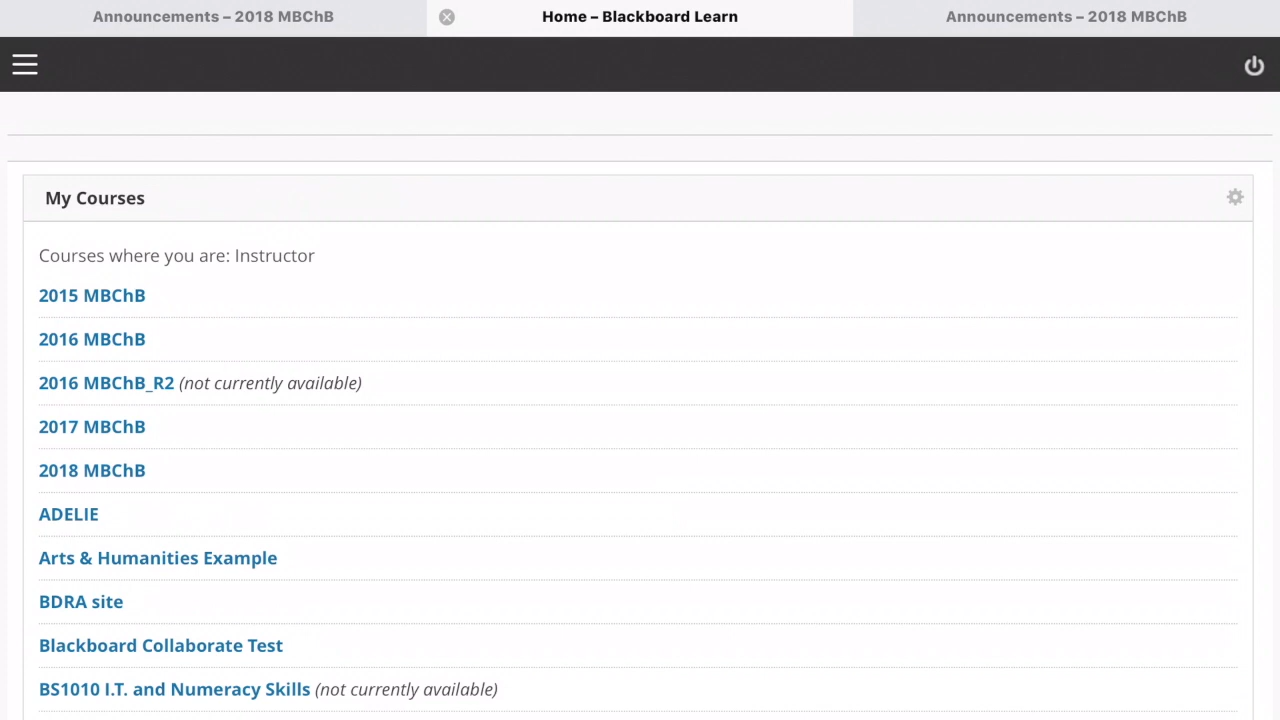 Announcements – 2018 MBChB
Home – Blackboard Learn
Announcements – 2018 MBChB
My Courses
Courses where you are: Instructor
2015 MBChB
2016 MBChB
2016 MBChB_R2 (not currently available)
2017 MBChB
2018 MBChB
ADELIE
Arts & Humanities Example
BDRA site
Blackboard Collaborate Test
BS1010 I.T. and Numeracy Skills (not currently available)